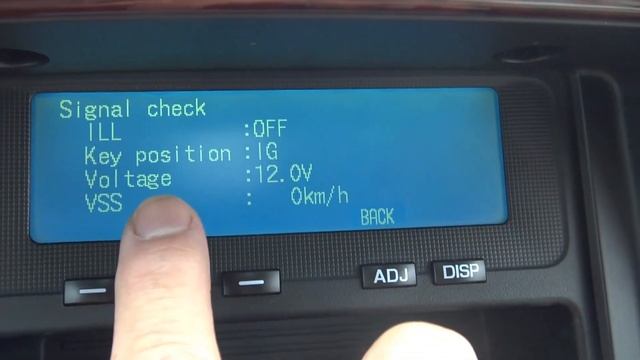 Signal check
ILL :OFF
Key position :IG
Voltage :12.0V
VSS : 0km/h
BACK
ADJ DISP